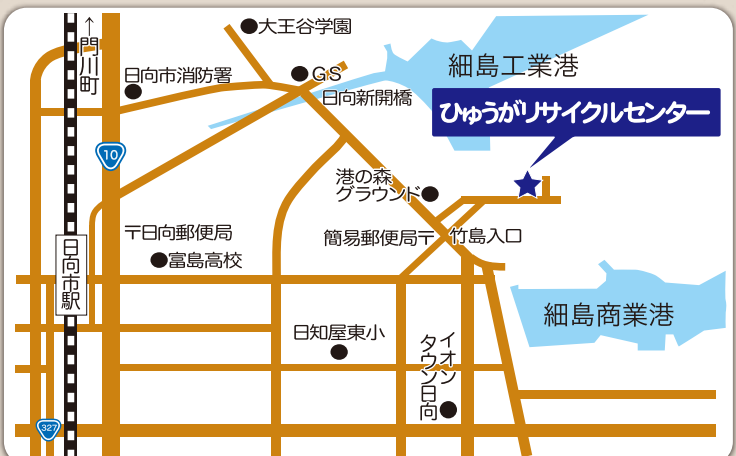 大王谷学園
↑門川町
日向市消防署
GS
細島工業港
日向新開橋
ひゅうがリサイクルセンター
10
港の森
グラウンド
〒日向郵便局
簡易郵便局〒
竹島入口
富島高校
日向市駅
細島商業港
日知屋東小
イオン
タウン日向
327